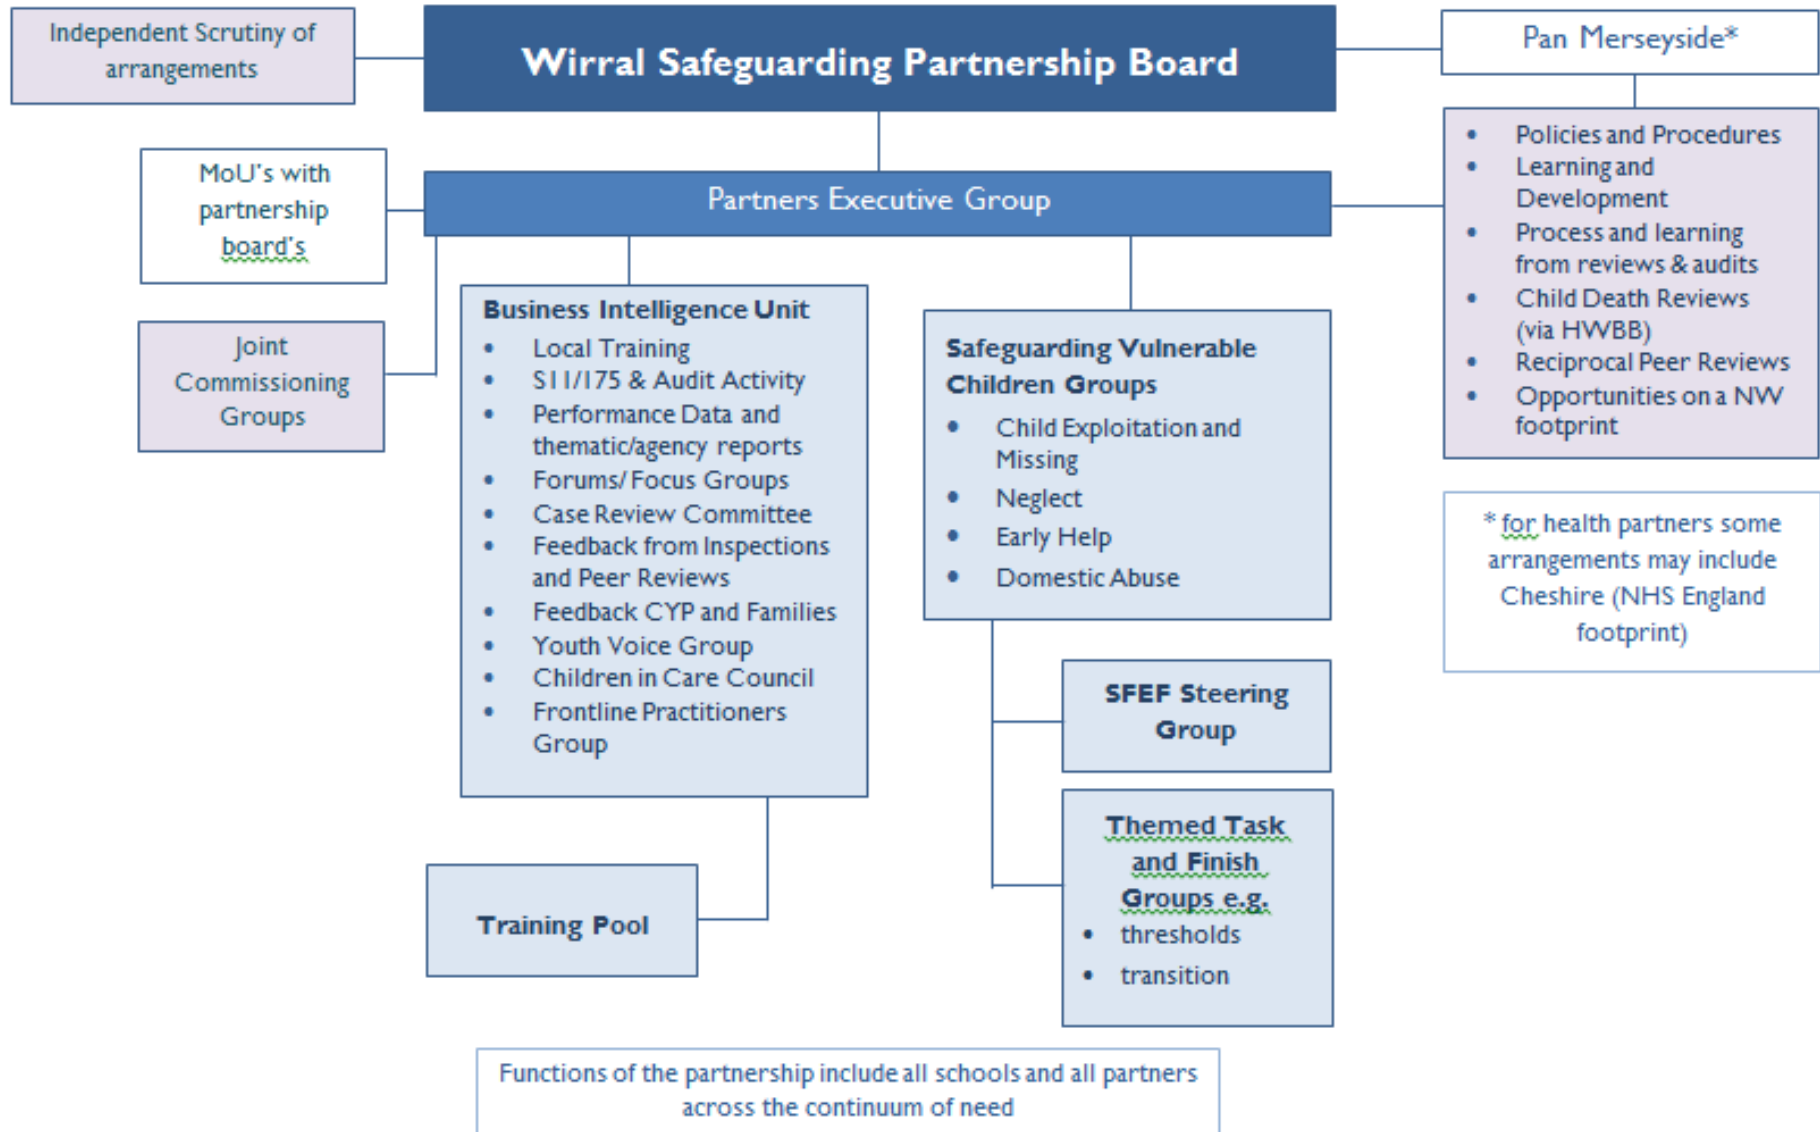 Independent Scrutiny of
arrangements
Wirral Safeguarding Partnership Board
Pan Merseyside*
MoU's with
partnership
board's
Partners Executive Group
• Policies and Procedures
• Learning and
Development
• Process and learning
from reviews & audits
• Child Death Reviews
(via HWBB)
• Reciprocal Peer Reviews
• Opportunities on a NW
footprint
Joint
Commissioning
Groups
Business Intelligence Unit
• Local Training
• S11/175 & Audit Activity
• Performance Data and
thematic/agency reports
• Forums/ Focus Groups
• Case Review Committee
• Feedback from Inspections
and Peer Reviews
• Feedback CYP and Families
• Youth Voice Group
• Children in Care Council
• Frontline Practitioners
Group
Safeguarding Vulnerable
Children Groups
• Child Exploitation and
Missing
• Neglect
• Early Help
• Domestic Abuse
* for health partners some
arrangements may include
Cheshire (NHS England
footprint)
SFEF Steering
Group
Themed Task
and Finish
Groups e.g.
• thresholds
• transition
Training Pool
Functions of the partnership include all schools and all partners
across the continuum of need